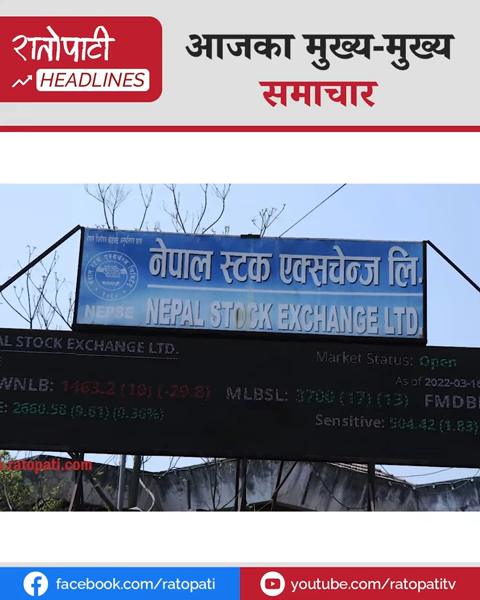 रातोपाटी
HEADLINES
आजका मुख्य-मुख्य
समाचार
नेपाल स्टक एक्सचेन्ज लि.
NEPSE
NEPAL STOCK EXCHANGE LTD.
AL STOCK EXCHANGE LTD.
Market Status: Open
As of 2022-03-16
WNLB: 1463.2 (10) (-29.8) MLBSL: 3700 (17) (13) FMDB
E: 2660.58 (9.61) (0.36%)
Sensitive: 504.42 (1.83)
.ratopati.com
facebook.com/ratopati
youtube.com/ratopatitv